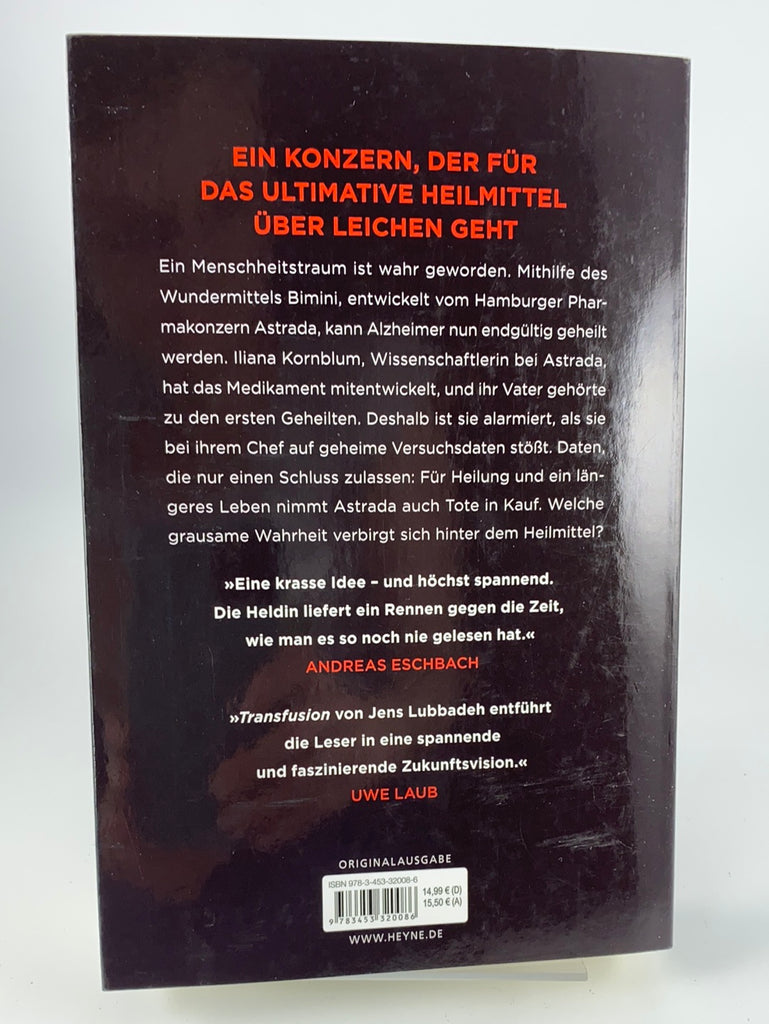 EIN KONZERN, DER FÜR
DAS ULTIMATIVE HEILMITTEL
ÜBER LEICHEN GEHT
Ein Menschheitstraum ist wahr geworden. Mithilfe des
Wundermittels Bimini, entwickelt vom Hamburger Phar-
makonzern Astrada, kann Alzheimer nun endgültig geheilt
werden. Iliana Kornblum, Wissenschaftlerin bei Astrada,
hat das Medikament mitentwickelt, und ihr Vater gehörte
zu den ersten Geheilten. Deshalb ist sie alarmiert, als sie
bei ihrem Chef auf geheime Versuchsdaten stößt. Daten,
die nur einen Schluss zulassen: Für Heilung und ein län-
geres Leben nimmt Astrada auch Tote in Kauf. Welche
grausame Wahrheit verbirgt sich hinter dem Heilmittel?
»Eine krasse Idee – und höchst spannend.
Die Heldin liefert ein Rennen gegen die Zeit,
wie man es so noch nie gelesen hat.«
ANDREAS ESCHBACH
»Transfusion von Jens Lubbadeh entführt
die Leser in eine spannende
und faszinierende Zukunftsvision.«
UWE LAUB
ORIGINALAUSGABE
ISBN 978-3-453-32008-6
14,99 € (D)
15,50 € (A)
9 783453 320086
WWW.HEYNE.DE